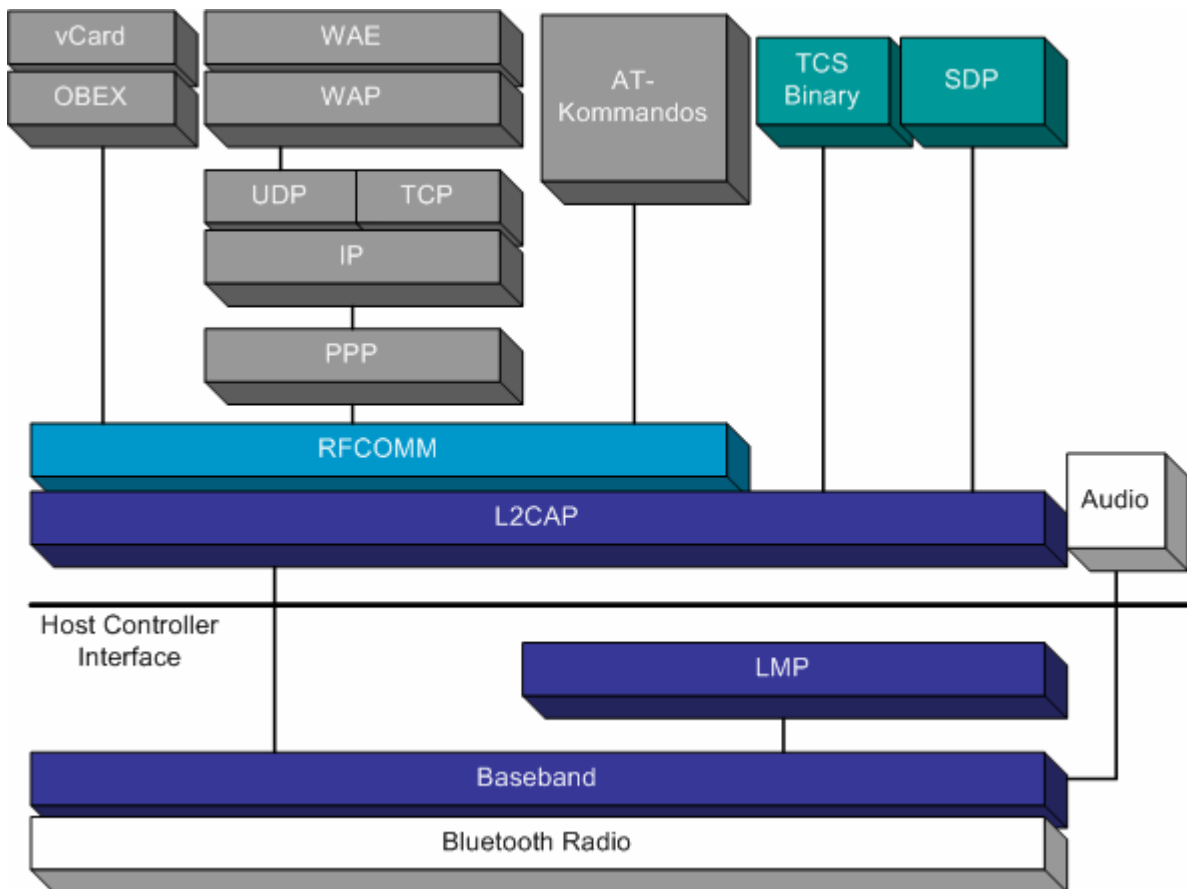 vCard
OBEX
WAE
WAP
UDP
TCP
IP
PPP
AT-
Kommandos
TCS
Binary
SDP
RFCOMM
L2CAP
Audio
Host Controller
Interface
LMP
Baseband
Bluetooth Radio